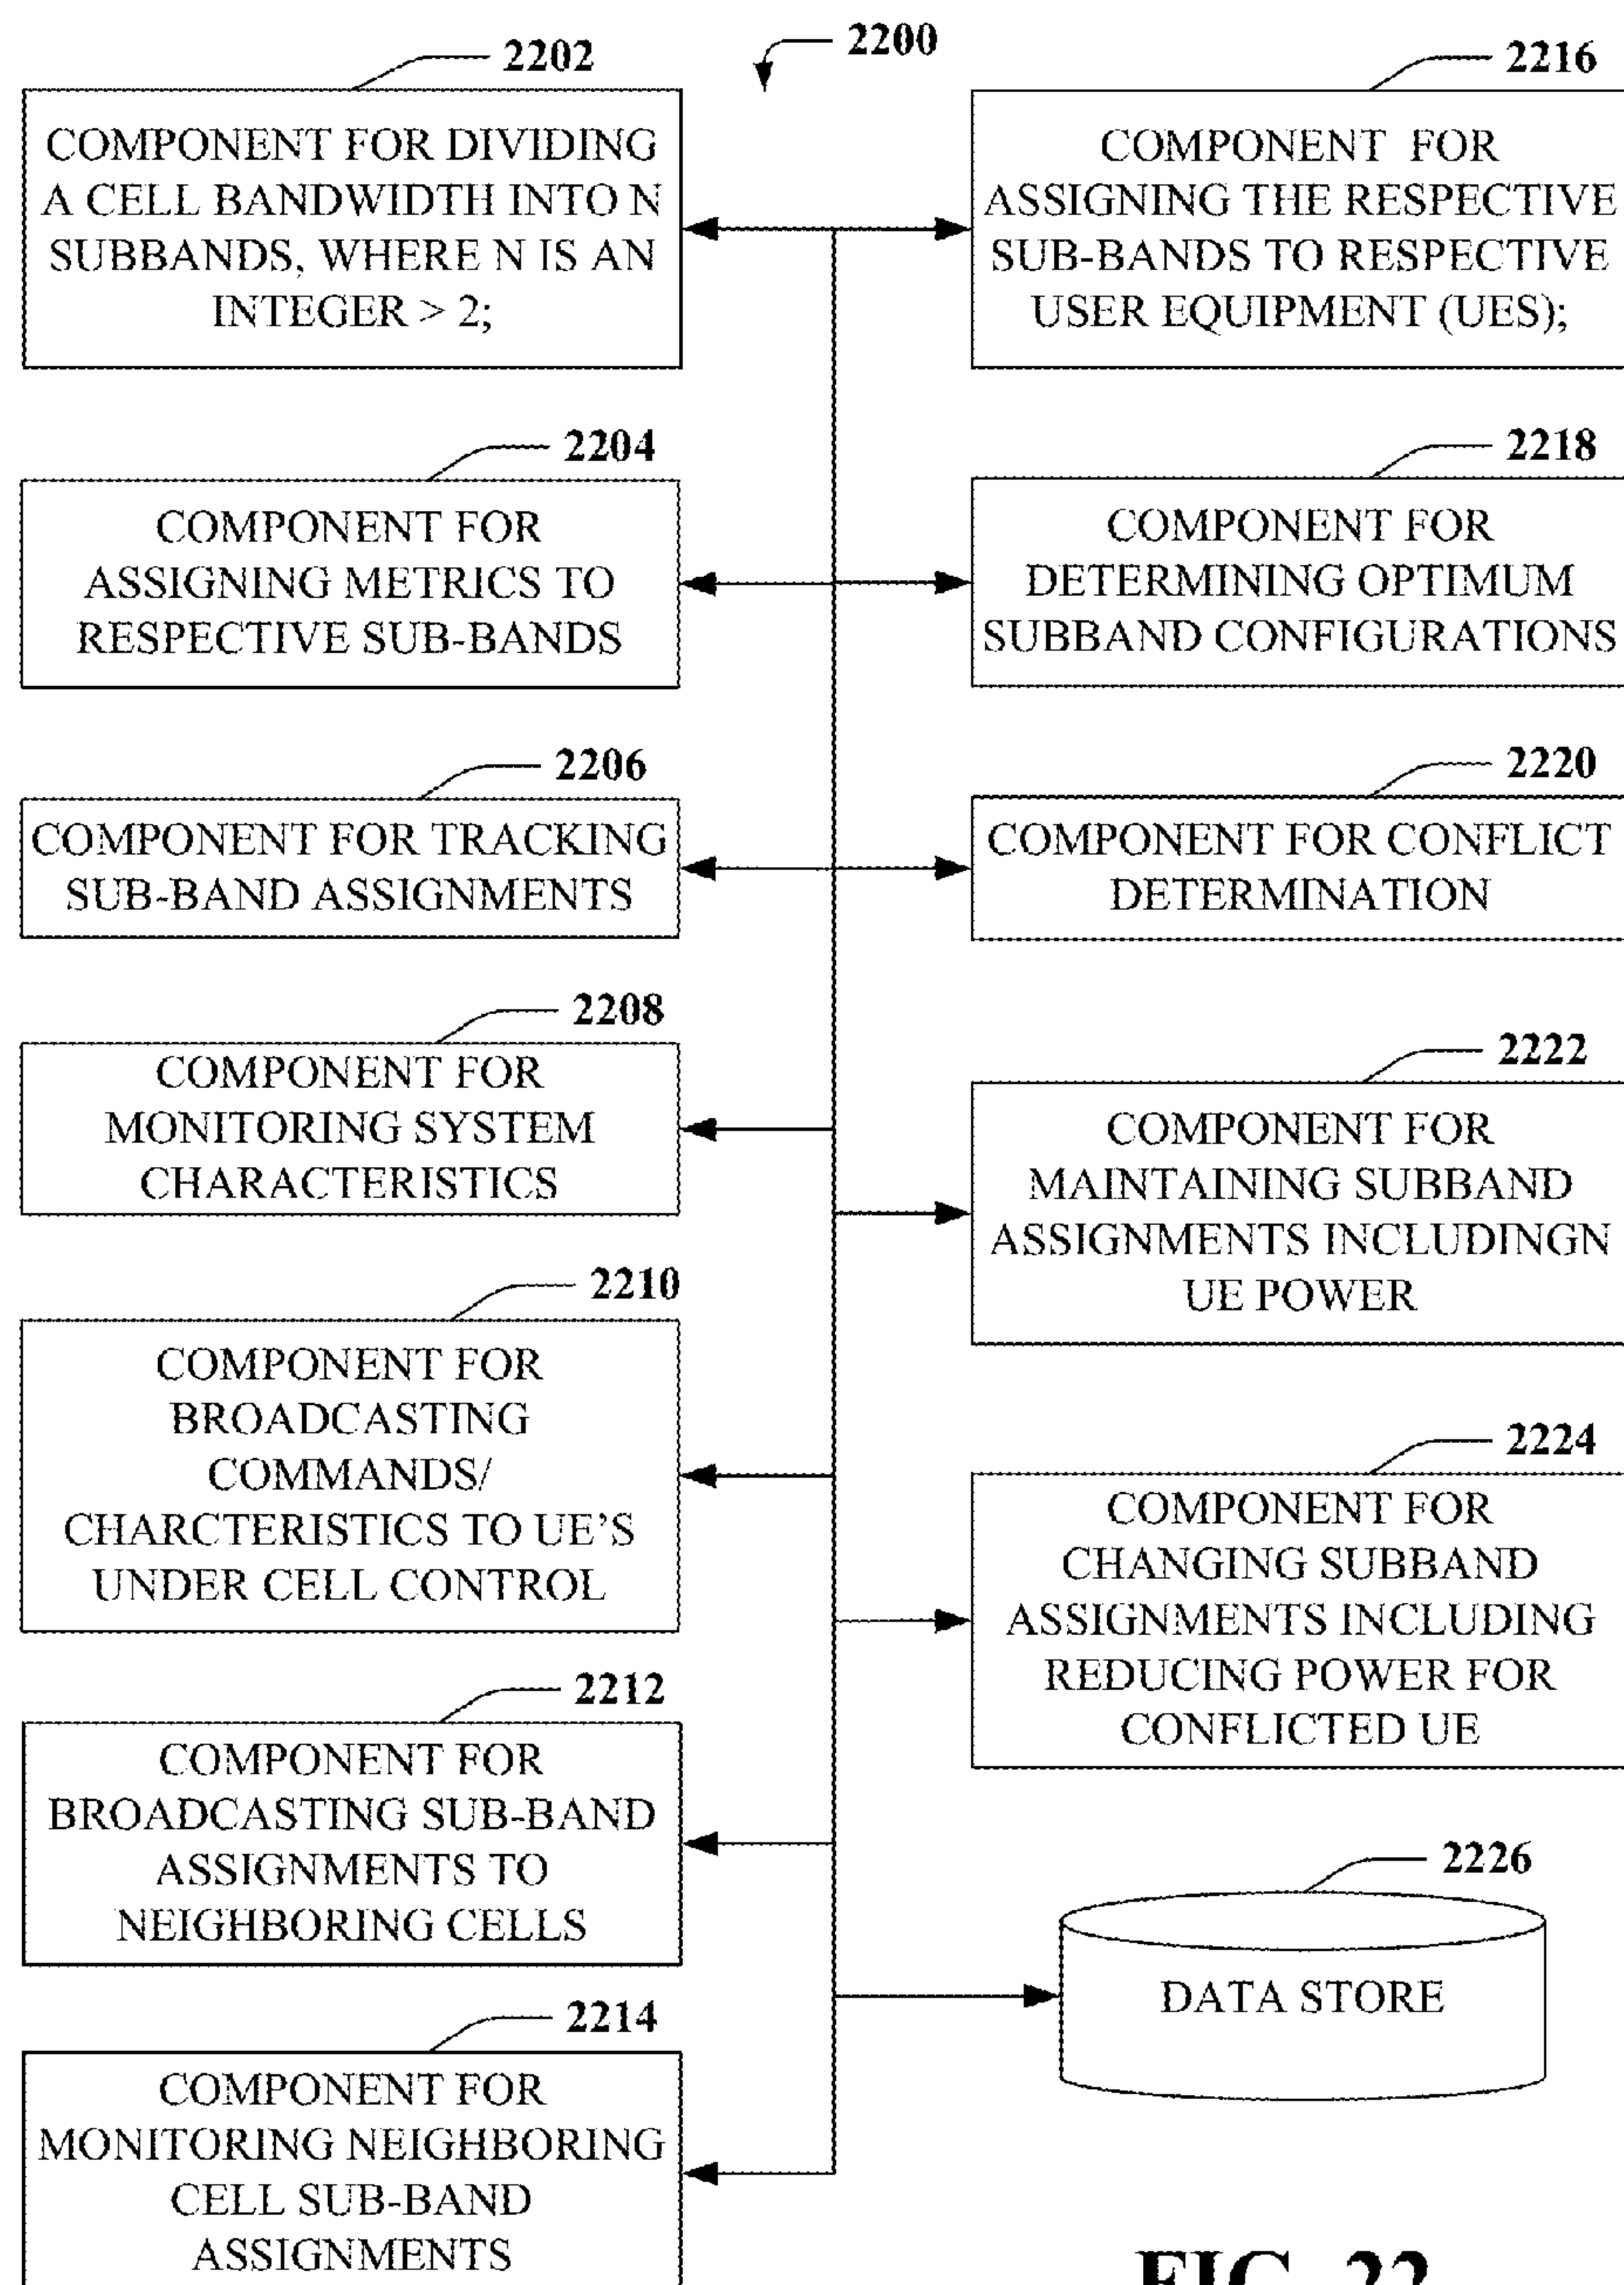 2200
2202
COMPONENT FOR DIVIDING
A CELL BANDWIDTH INTO N
SUBBANDS, WHERE N IS AN
INTEGER > 2;
2204
COMPONENT FOR
ASSIGNING METRICS TO
RESPECTIVE SUB-BANDS
2206
COMPONENT FOR TRACKING
SUB-BAND ASSIGNMENTS
2208
COMPONENT FOR
MONITORING SYSTEM
CHARACTERISTICS
2210
COMPONENT FOR
BROADCASTING
COMMANDS/
CHARCTERISTICS TO UE'S
UNDER CELL CONTROL
2212
COMPONENT FOR
BROADCASTING SUB-BAND
ASSIGNMENTS TO
NEIGHBORING CELLS
2214
COMPONENT FOR
MONITORING NEIGHBORING
CELL SUB-BAND
ASSIGNMENTS
2216
COMPONENT FOR
ASSIGNING THE RESPECTIVE
SUB-BANDS TO RESPECTIVE
USER EQUIPMENT (UES);
2218
COMPONENT FOR
DETERMINING OPTIMUM
SUBBAND CONFIGURATIONS
2220
COMPONENT FOR CONFLICT
DETERMINATION
2222
COMPONENT FOR
MAINTAINING SUBBAND
ASSIGNMENTS INCLUDINGN
UE POWER
2224
COMPONENT FOR
CHANGING SUBBAND
ASSIGNMENTS INCLUDING
REDUCING POWER FOR
CONFLICTED UE
2226
DATA STORE
FIG. 22